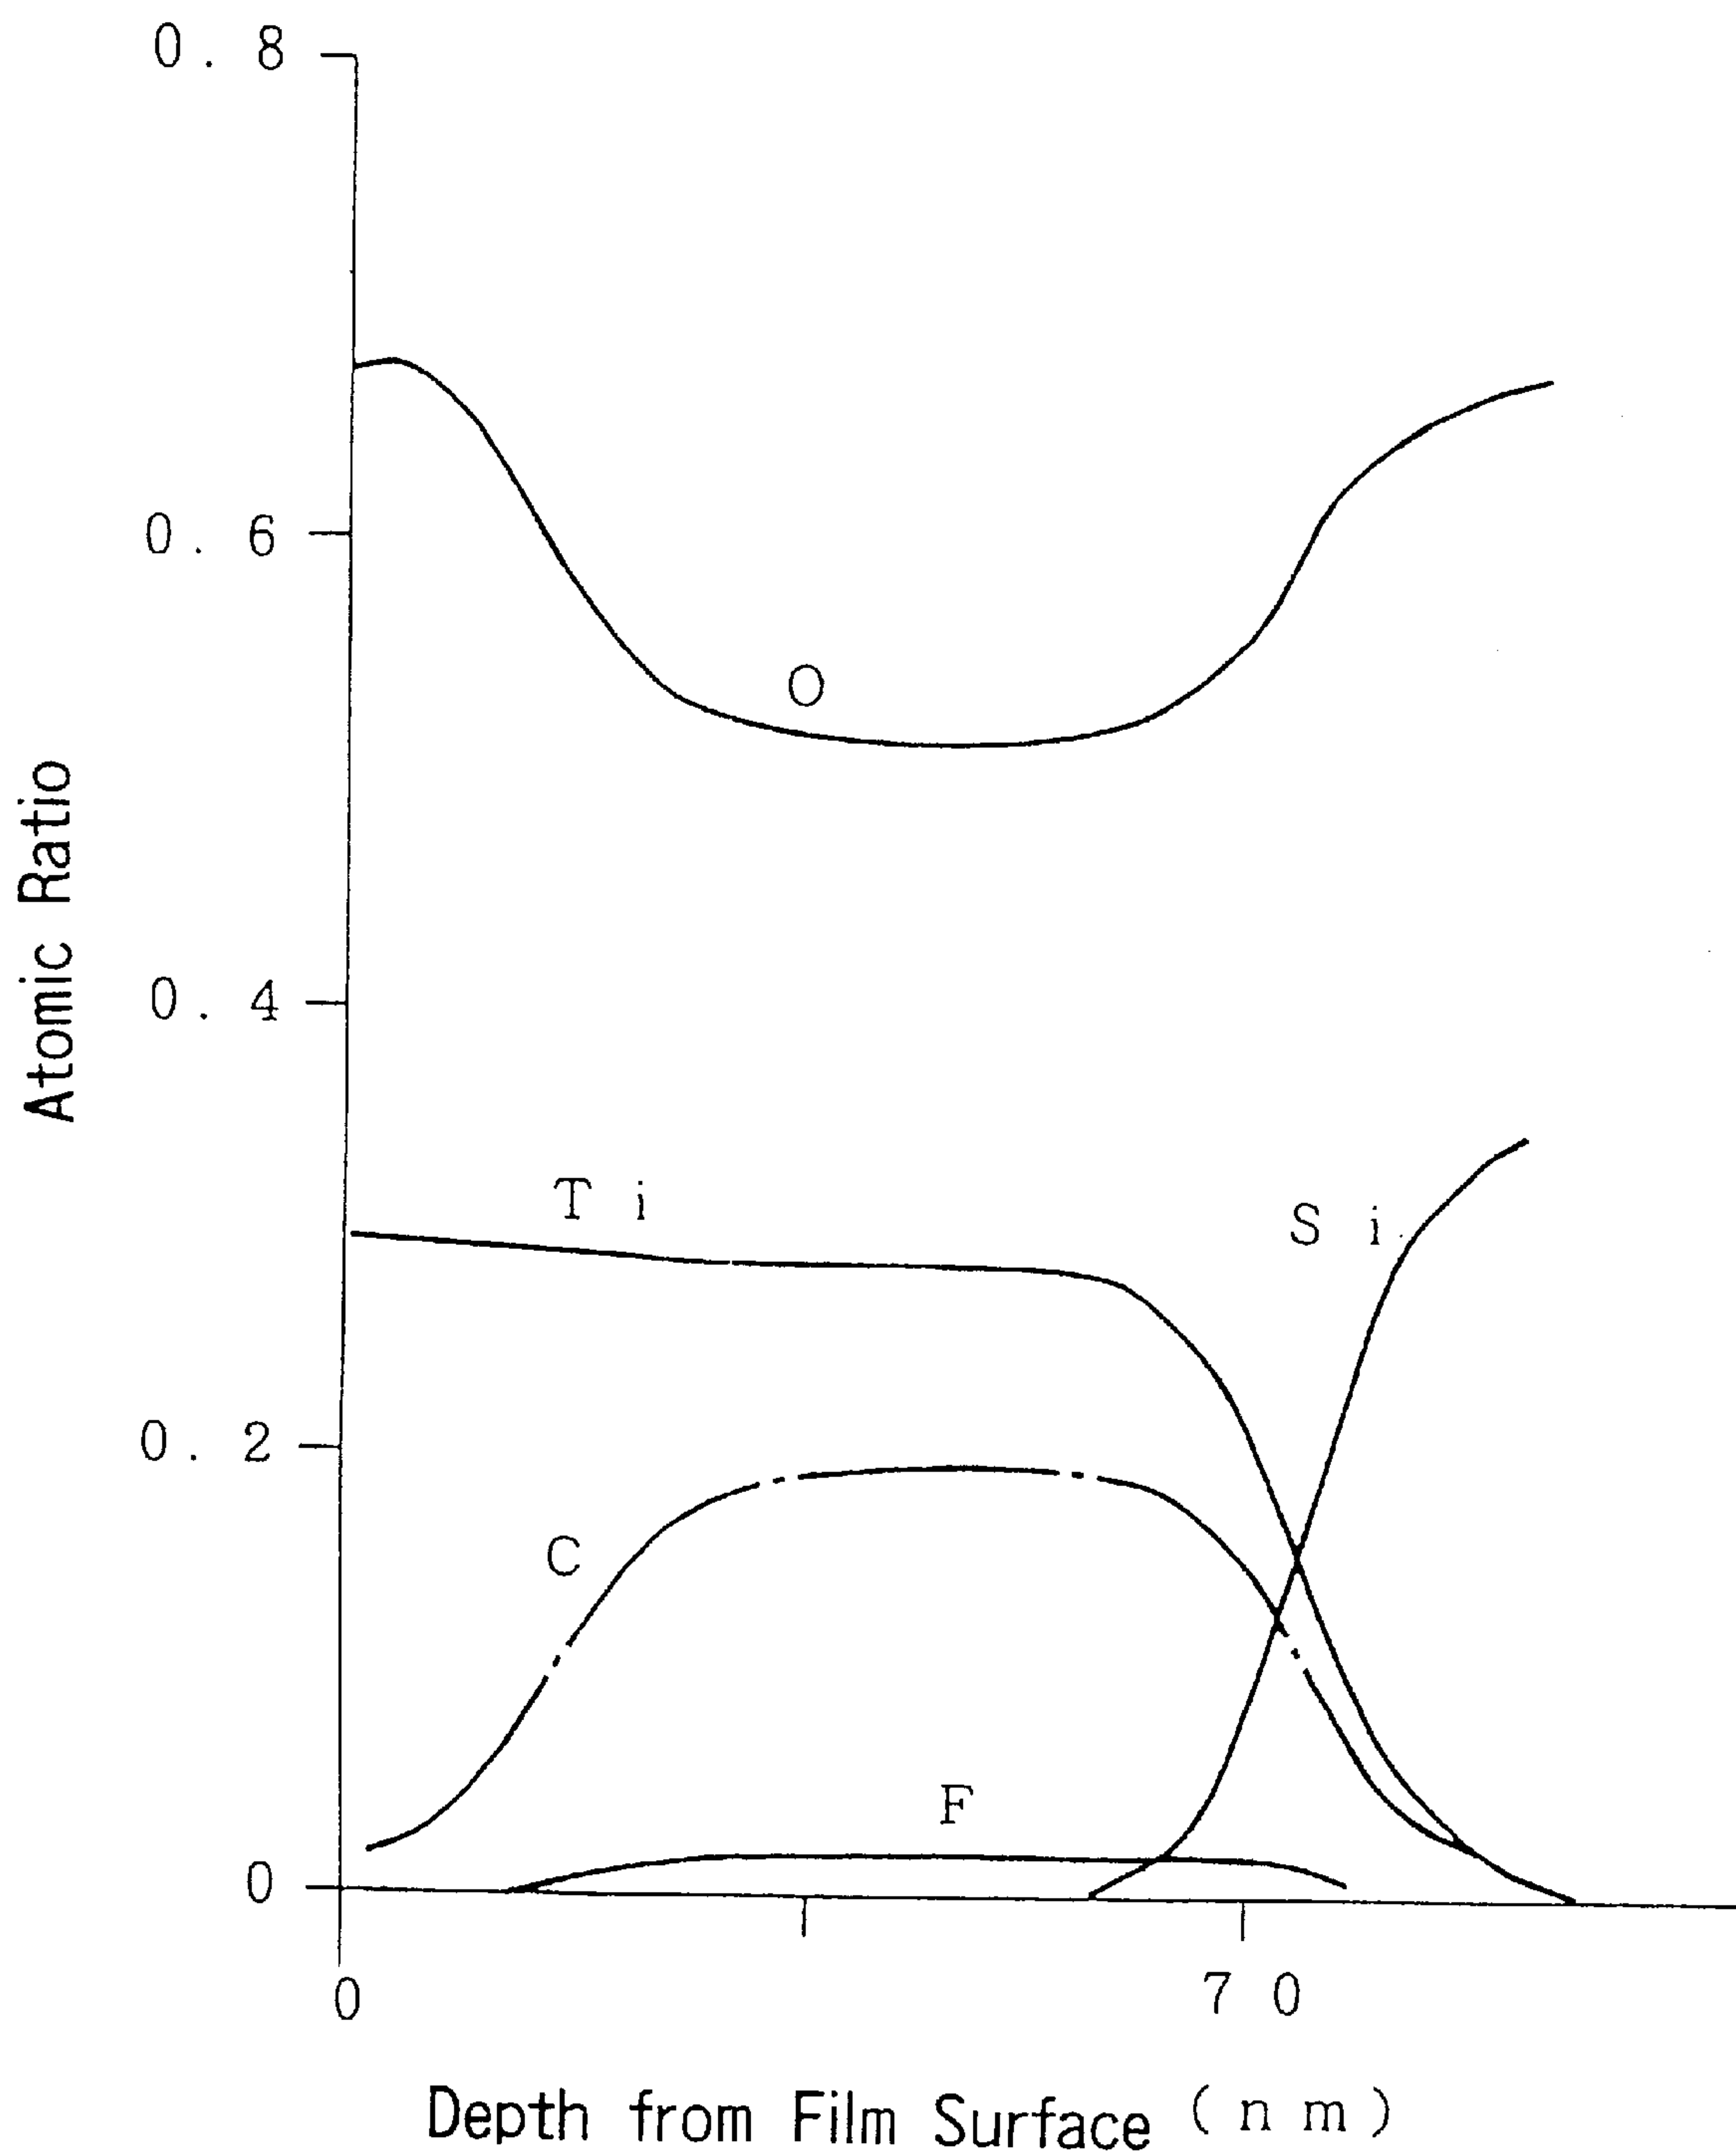 0.8
0.6
0.4
0.2
0
Atomic Ratio
O
Ti
Si
C
F
0
70
Depth from Film Surface (nm)